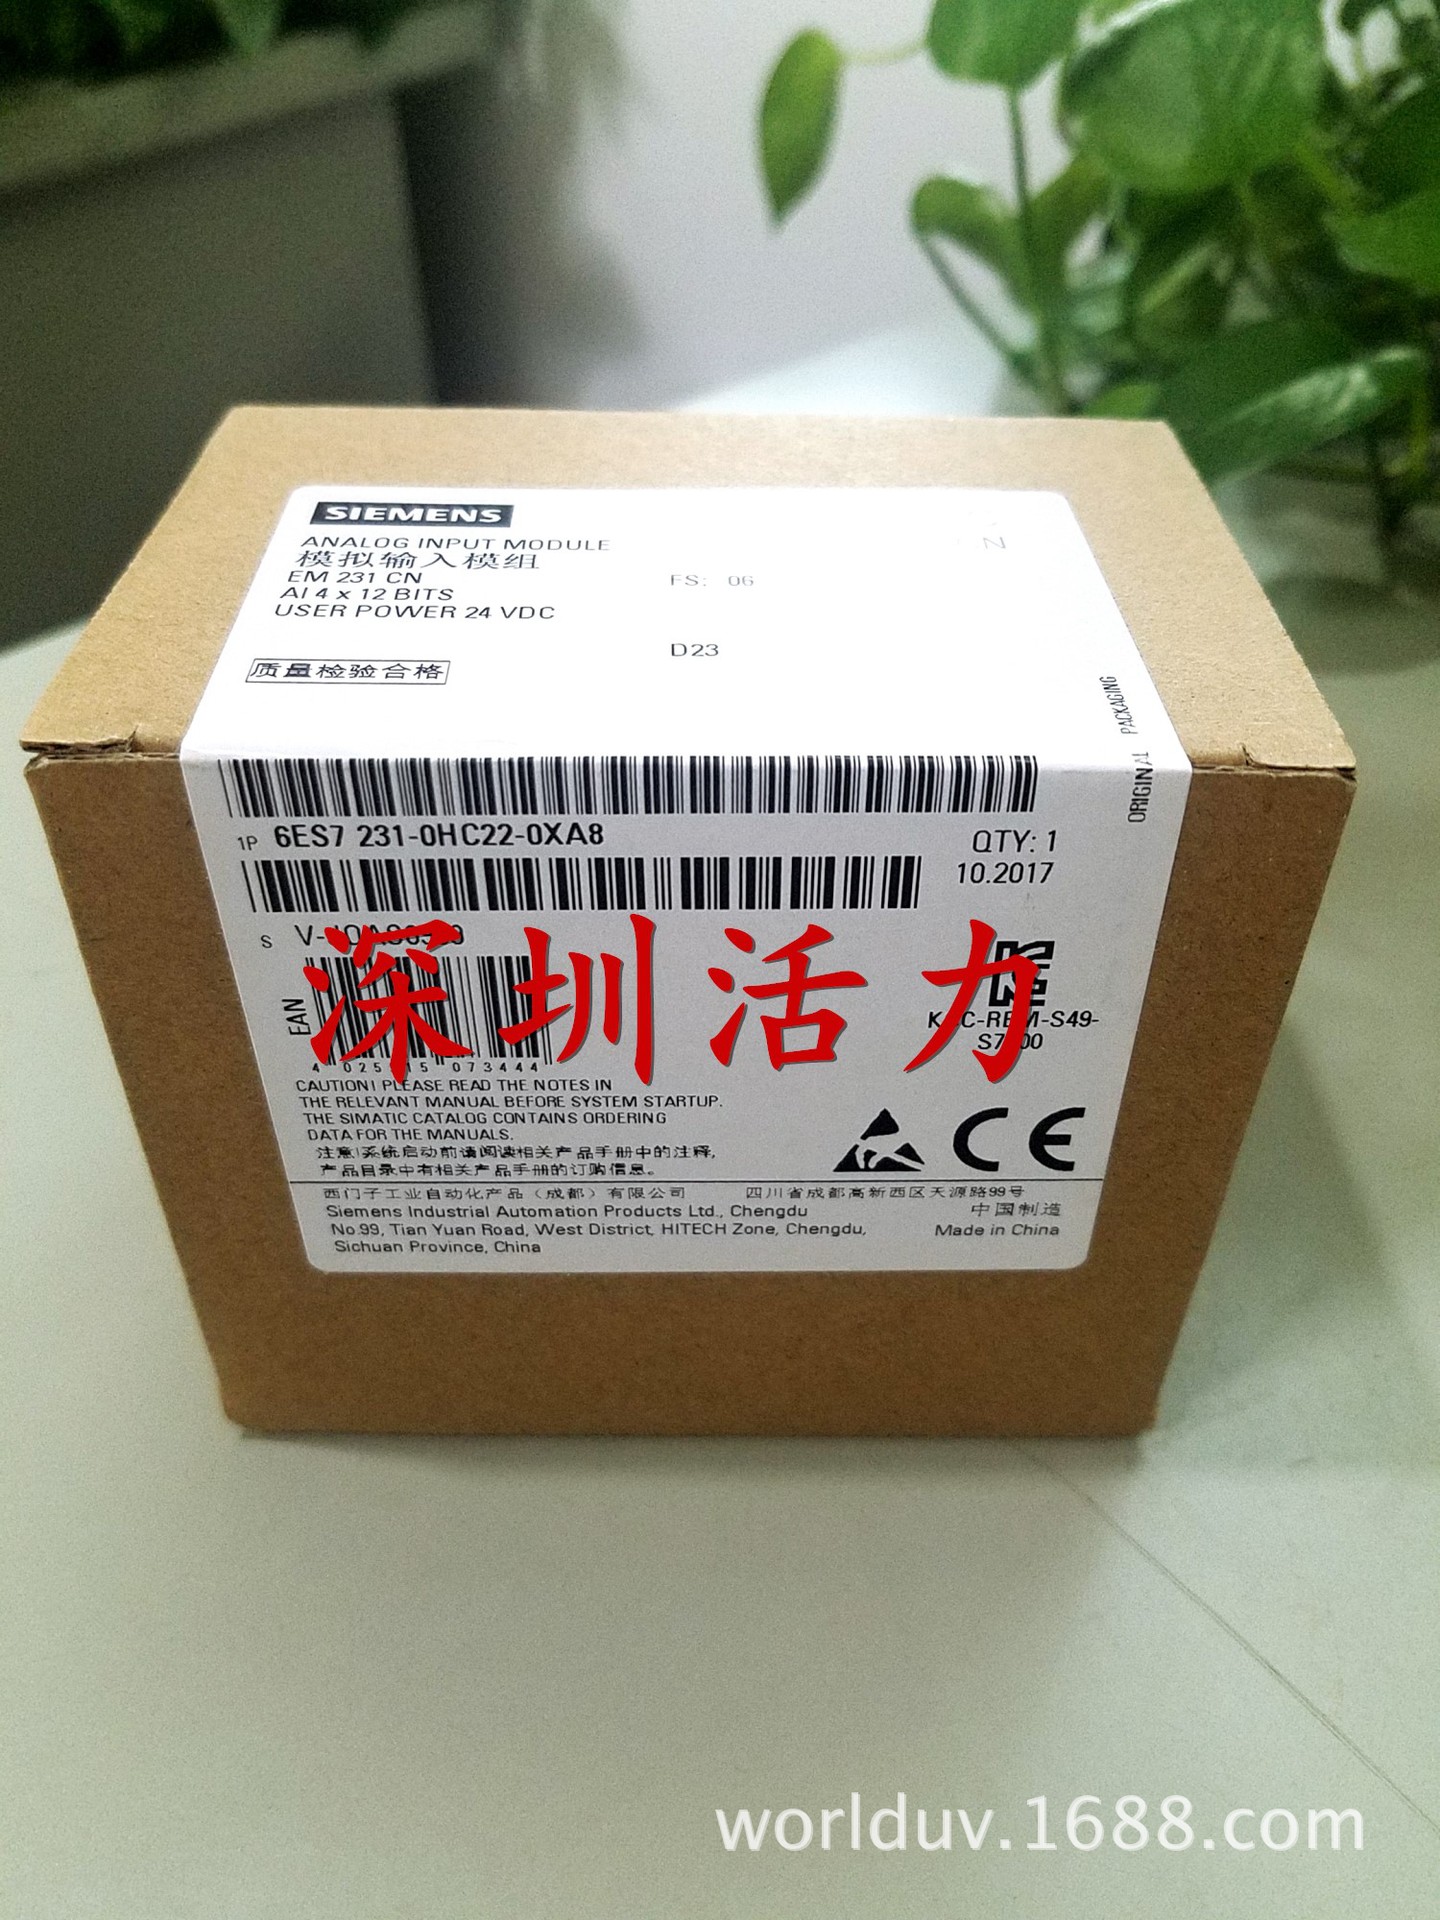 SIEMENS
ANALOG INPUT MODULE
模拟输入模组
EM 231 CN
AI 4 x 12 BITS
USER POWER 24 VDC
FS: 06
N
D23
质量检验合格
ORIGINAL PACKAGING
1P 6ES7 231-0HC22-0XA8
QTY: 1
10.2017
S
深圳活力
EAN
S49-
CAUTION! PLEASE READ THE NOTES IN
THE RELEVANT MANUAL BEFORE SYSTEM STARTUP.
THE SIMATIC CATALOG CONTAINS ORDERING
DATA FOR THE MANUALS.
注意!系统启动前请阅读相关产品手册中的注释,
产品目录中有相关产品手册的订购信息。
CE
西门子工业自动化产品（成都）有限公司 四川省成都高新西区天源路99号
Siemens Industrial Automation Products Ltd., Chengdu 中国制造
No.99, Tian Yuan Road, West District, HITECH Zone, Chengdu, Made in China
Sichuan Province, China
worlduv.1688.com